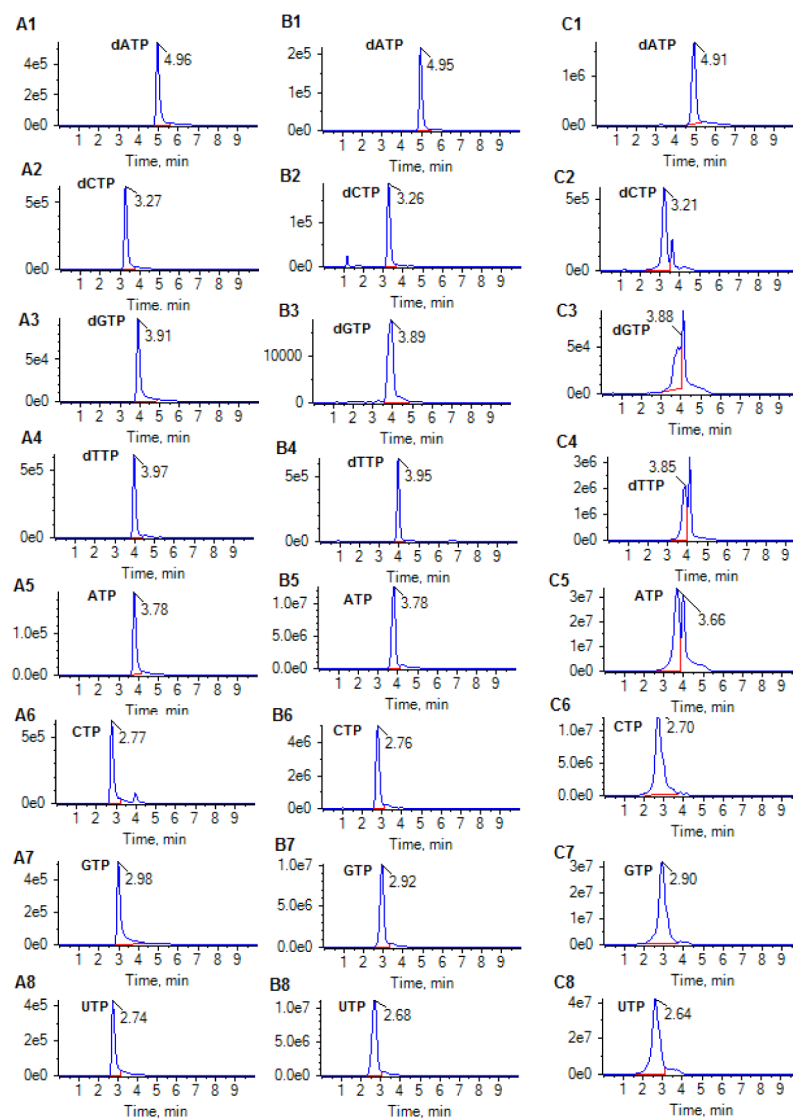 A1
dATP
4.96
4e5
2e5
0e0
1 2 3 4 5 6 7 8 9
Time, min
B1
dATP
4.95
2e5
1e5
0e0
1 2 3 4 5 6 7 8 9
Time, min
C1
dATP
4.91
1e6
0e0
1 2 3 4 5 6 7 8 9
Time, min
A2
dCTP
3.27
5e5
0e0
1 2 3 4 5 6 7 8 9
Time. min
B2
dCTP
3.26
1e5
0e0
1 2 3 4 5 6 7 8 9
Time, min
C2
dCTP
3.21
5e5
0e0
1 2 3 4 5 6 7 8 9
Time, min
A3
dGTP
3.91
5e4
0e0
1 2 3 4 5 6 7 8 9
Time, min
B3
dGTP
3.89
10000
0
1 2 3 4 5 6 7 8 9
Time, min
C3
dGTP
3.88
5e4
0e0
1 2 3 4 5 6 7 8 9
Time, min
A4
dTTP
3.97
5e5
0e0
1 2 3 4 5 6 7 8 9
Time, min
B4
dTTP
3.95
5e5
0e0
1 2 3 4 5 6 7 8 9
Time, min
C4
dTTP
3.85
3e6
2e6
1e6
0e0
1 2 3 4 5 6 7 8 9
Time, min
A5
ATP
3.78
1.0e5
0.0e0
1 2 3 4 5 6 7 8 9
Time, min
B5
ATP
3.78
1.0e7
5.0e6
0.0e0
1 2 3 4 5 6 7 8 9
Time, min
C5
ATP
3.66
3e7
2e7
1e7
0e0
1 2 3 4 5 6 7 8 9
Time, min
A6
CTP
2.77
5e5
0e0
1 2 3 4 5 6 7 8 9
Time, min
B6
CTP
2.76
4e6
2e6
0e0
1 2 3 4 5 6 7 8 9
Time, min
C6
CTP
2.70
1.0e7
5.0e6
0.0e0
1 2 3 4 5 6 7 8 9
Time, min
A7
GTP
2.98
4e5
2e5
0e0
1 2 3 4 5 6 7 8 9
Time, min
B7
GTP
2.92
1.0e7
5.0e6
0.0e0
1 2 3 4 5 6 7 8 9
Time, min
C7
GTP
2.90
3e7
2e7
1e7
0e0
1 2 3 4 5 6 7 8 9
Time, min
A8
UTP
2.74
4e5
2e5
0e0
1 2 3 4 5 6 7 8 9
Time, min
B8
UTP
2.68
1.0e7
5.0e6
0.0e0
1 2 3 4 5 6 7 8 9
Time, min
C8
UTP
2.64
4e7
2e7
0e0
1 2 3 4 5 6 7 8 9
Time, min